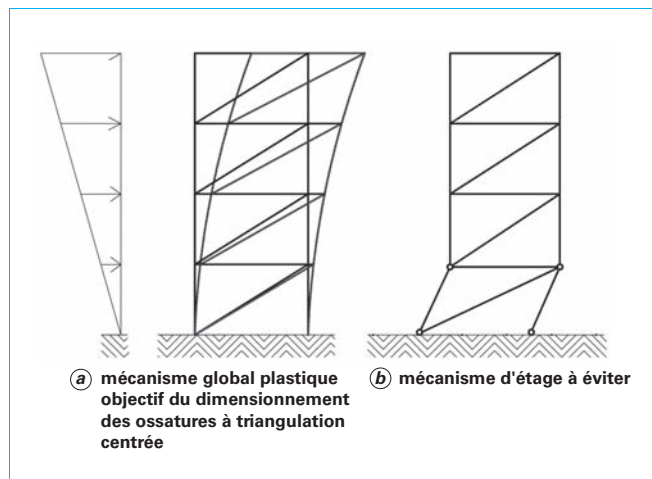 a mécanisme global plastique
objectif du dimensionnement
des ossatures à triangulation
centrée
b mécanisme d'étage à éviter